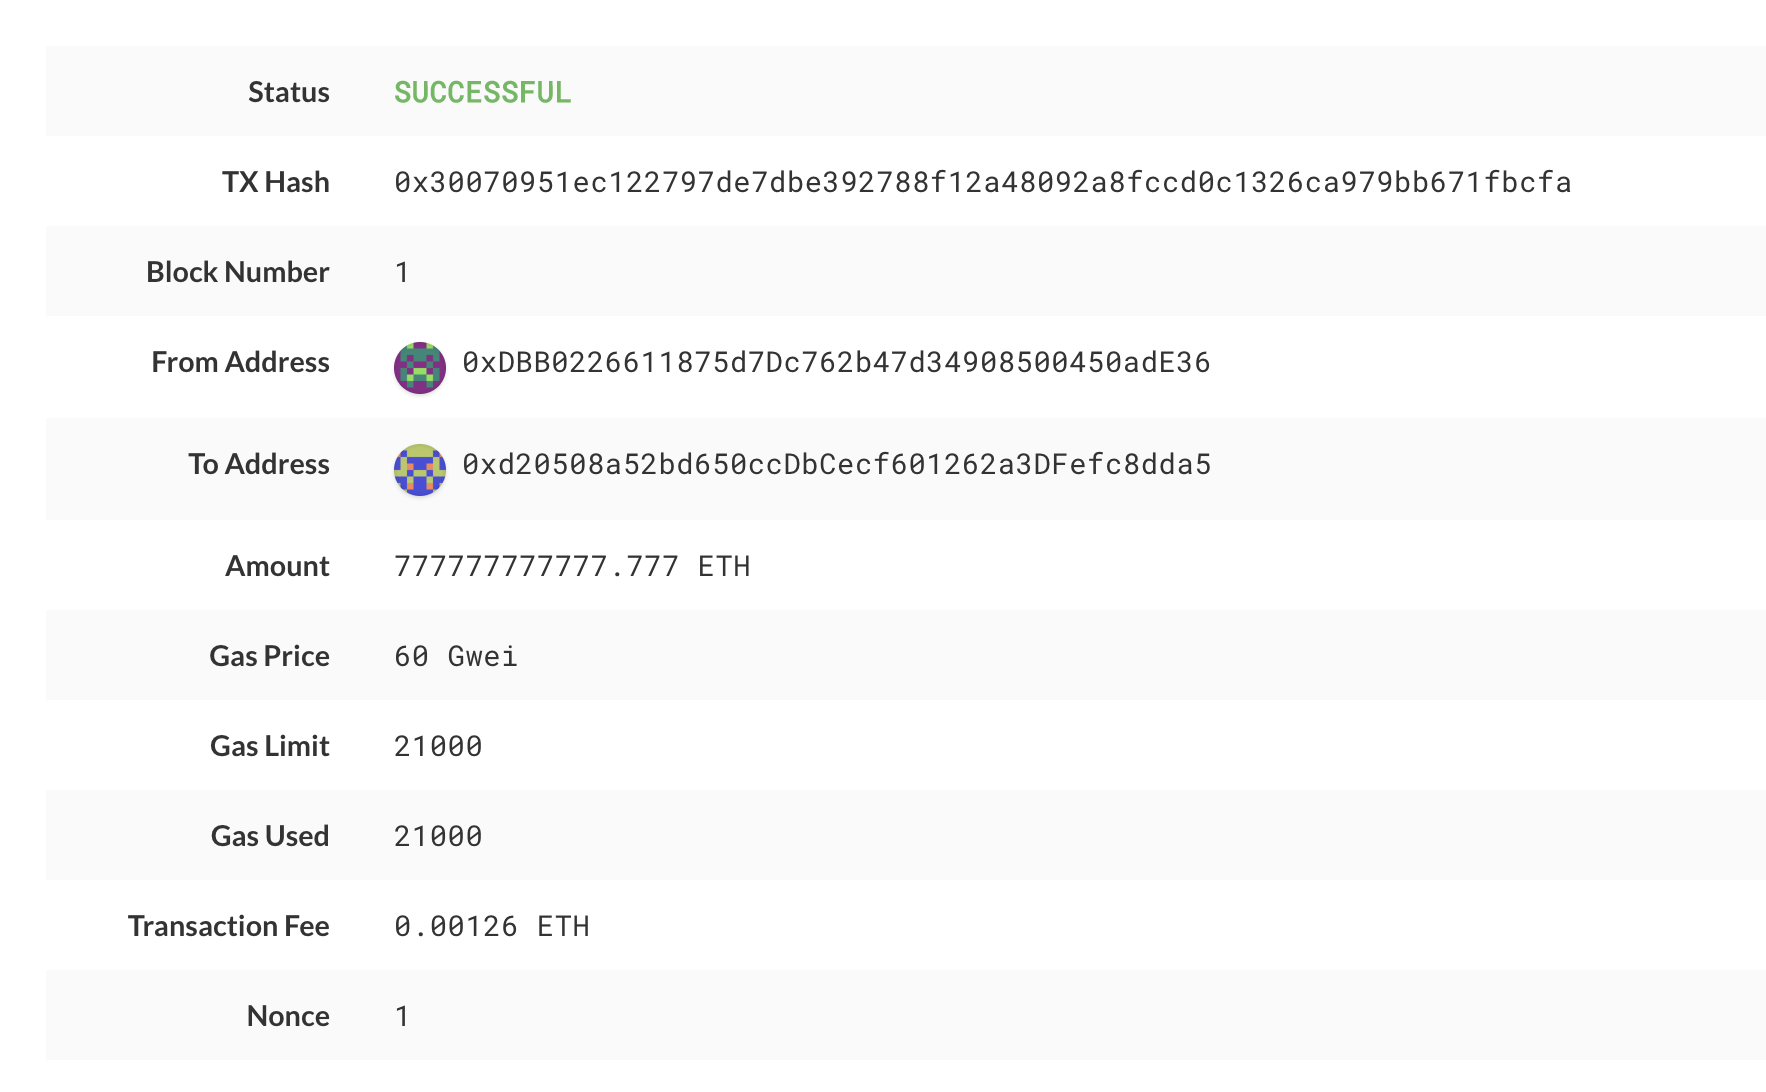 Status SUCCESSFUL
TX Hash 0x30070951ec122797de7dbe392788f12a48092a8fccd0c1326ca979bb671fbcfa
Block Number 1
From Address 0xDBB0226611875d7Dc762b47d34908500450adE36
To Address 0xd20508a52bd650ccDbCecf601262a3DFefc8dda5
Amount 777777777777.777 ETH
Gas Price 60 Gwei
Gas Limit 21000
Gas Used 21000
Transaction Fee 0.00126 ETH
Nonce 1